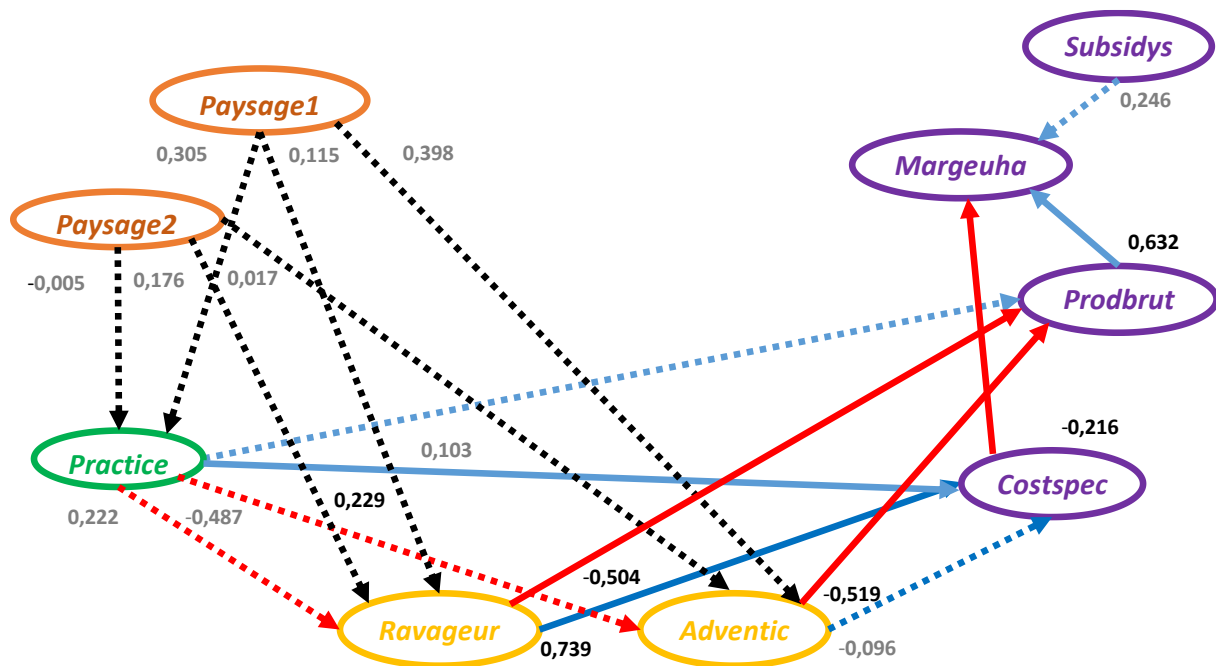 Subsidys
Paysage1
0,246
0,305
0,115
0,398
Margeuha
Paysage2
0,632
-0,005
0,176
0,017
Prodbrut
Practice
0,103
-0,216
Costspec
0,222
-0,487
0,229
-0,504
-0,519
Ravageur
Adventic
0,739
-0,096